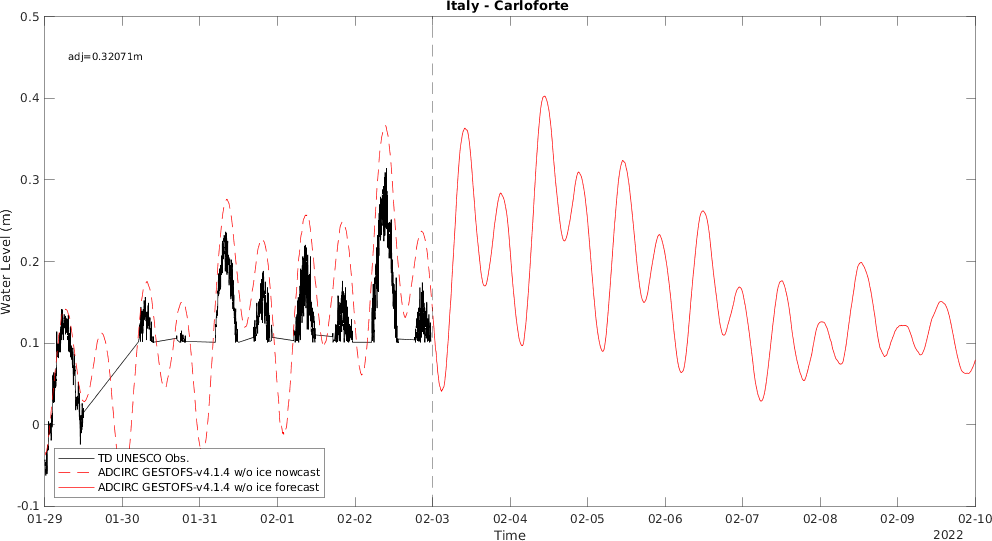 Italy - Carloforte
0.5
adj=0.32071m
0.4
0.3
0.2
0.1
0
-0.1
Water Level (m)
TD UNESCO Obs.
ADCIRC GESTOFS-v4.1.4 w/o ice nowcast
ADCIRC GESTOFS-v4.1.4 w/o ice forecast
01-29 01-30 01-31 02-01 02-02 02-03 02-04 02-05 02-06 02-07 02-08 02-09 02-10
Time
2022